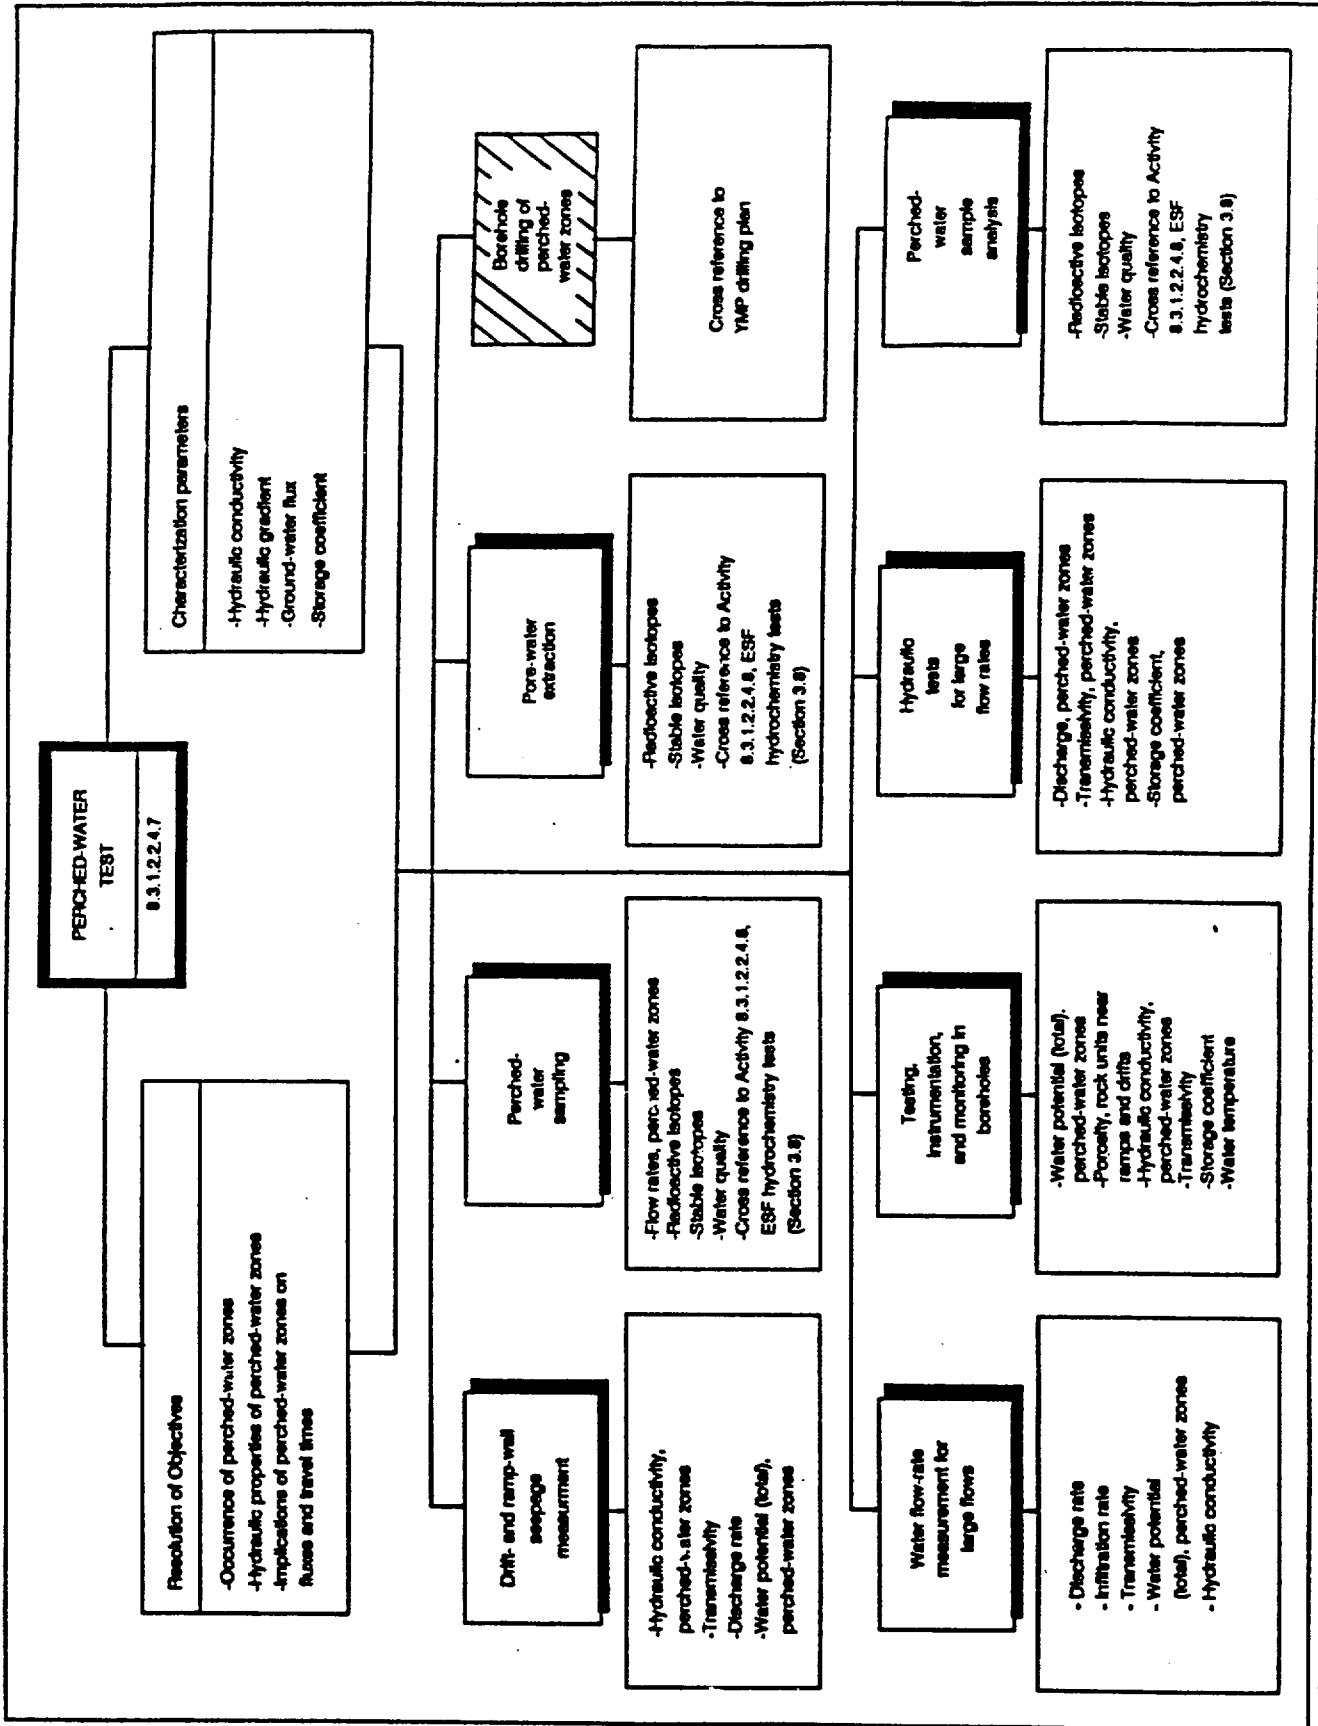 PERCHED-WATER
TEST
8.3.1.2.2.4.7
Resolution of Objectives
-Occurrence of perched-water zones
-Hydraulic properties of perched-water zones
-Implications of perched-water zones on
fluxes and travel times
Characterization parameters
-Hydraulic conductivity
-Hydraulic gradient
-Ground-water flux
-Storage coefficient
Drift- and ramp-wall
seepage
measurment
-Hydraulic conductivity,
perched-water zones
-Transmissivity
-Discharge rate
-Water potential (total),
perched-water zones
Perched-
water
sampling
-Flow rates, perched-water zones
-Radioactive isotopes
-Stable isotopes
-Water quality
-Cross reference to Activity 8.3.1.2.2.4.8,
ESF hydrochemistry tests
(Section 3.8)
Pore-water
extraction
-Radioactive isotopes
-Stable isotopes
-Water quality
-Cross reference to Activity
8.3.1.2.2.4.8, ESF
hydrochemistry tests
(Section 3.8)
Borehole
drilling of
perched-
water zones
Cross reference to
YMP drilling plan
Water flow-rate
measurement for
large flows
- Discharge rate
- Infiltration rate
- Transmissivity
- Water potential
(total), perched-water zones
- Hydraulic conductivity
Testing,
instrumentation,
and monitoring in
boreholes
-Water potential (total).
perched-water zones
-Porosity, rock units near
ramps and drifts
-Hydraulic conductivity,
perched-water zones
-Transmissivity
-Storage coefficient
-Water temperature
Hydraulic
tests
for large
flow rates
-Discharge, perched-water zones
-Transmissivity, perched-water zones
-Hydraulic conductivity,
perched-water zones
-Storage coefficient,
perched-water zones
Perched-
water
sample
analysis
-Radioactive isotopes
-Stable isotopes
-Water quality
-Cross reference to Activity
8.3.1.2.2.4.8, ESF
hydrochemistry
tests (Section 3.8)